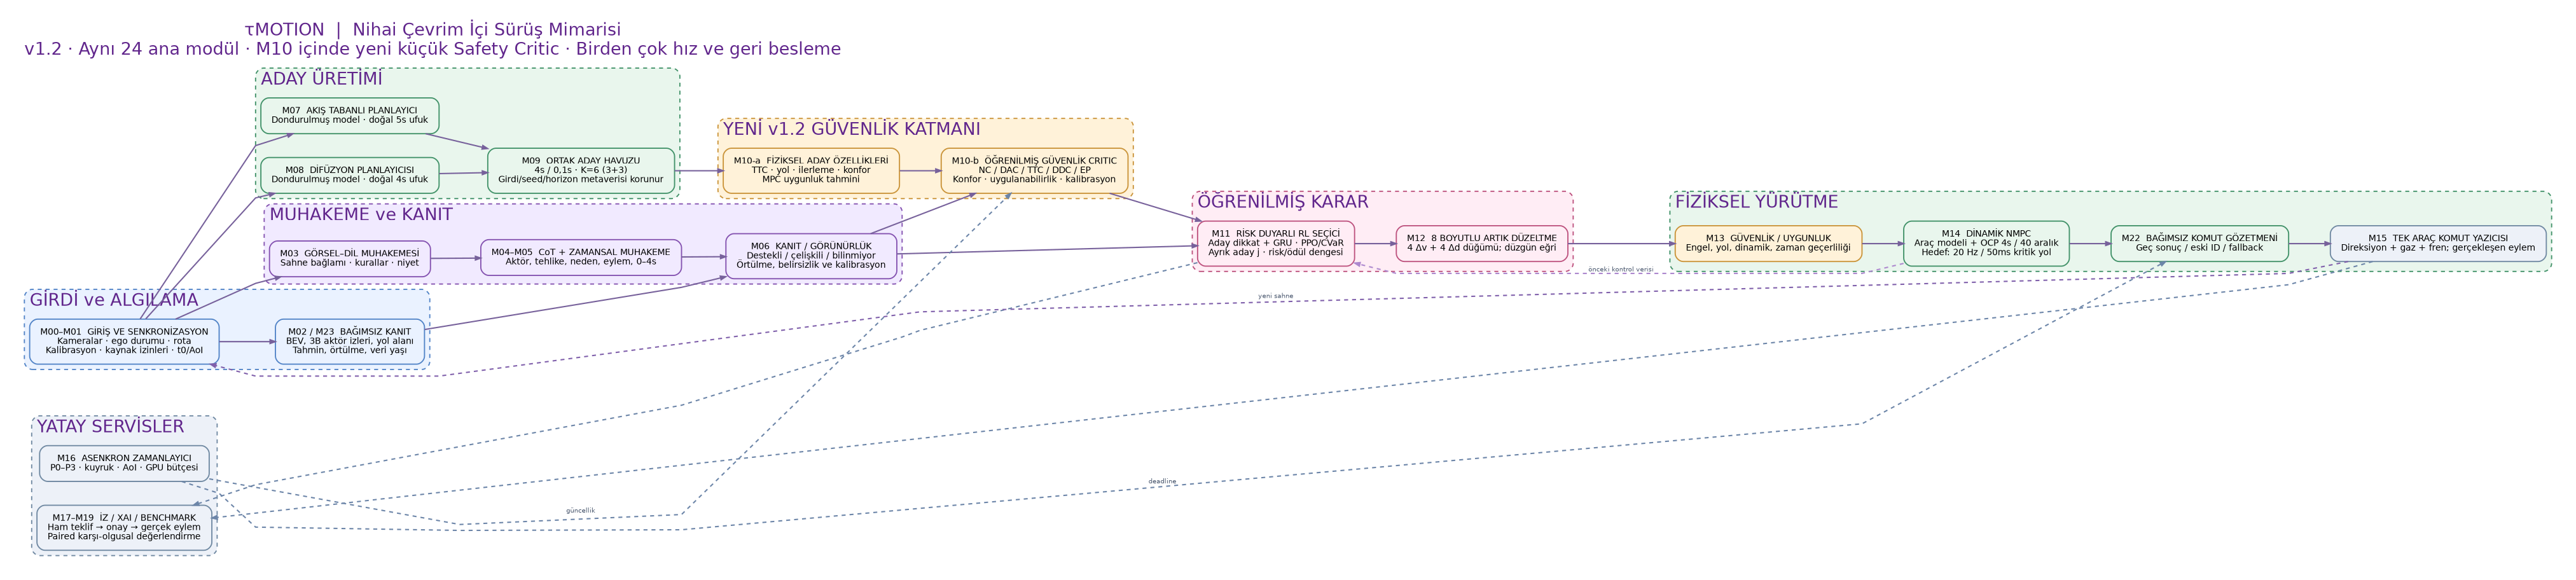 τMOTION | Nihai Çevrim İçi Sürüş Mimarisi
v1.2 · Aynı 24 ana modül · M10 içinde yeni küçük Safety Critic · Birden çok hız ve geri besleme
ADAY ÜRETİMİ
M07 AKIŞ TABANLI PLANLAYICI
Dondurulmuş model · doğal 5s ufuk
M08 DİFÜZYON PLANLAYICISI
Dondurulmuş model · doğal 4s ufuk
M09 ORTAK ADAY HAVUZU
4s / 0,1s · K=6 (3+3)
Girdi/seed/horizon metaverisi korunur
YENİ v1.2 GÜVENLİK KATMANI
M10-a FİZİKSEL ADAY ÖZELLİKLERİ
TTC · yol · ilerleme · konfor
MPC uygunluk tahmini
M10-b ÖĞRENİLMİŞ GÜVENLİK CRITIC
NC / DAC / TTC / DDC / EP
Konfor · uygulanabilirlik · kalibrasyon
MUHAKEME ve KANIT
M03 GÖRSEL–DİL MUHAKEMESİ
Sahne bağlamı · kurallar · niyet
M04–M05 CoT + ZAMANSAL MUHAKEME
Aktör, tehlike, neden, eylem, 0–4s
M06 KANIT / GÖRÜNÜRLÜK
Destekli / çelişkili / bilinmiyor
Örtülme, belirsizlik ve kalibrasyon
ÖĞRENİLMİŞ KARAR
M11 RİSK DUYARLI RL SEÇİCİ
Aday dikkat + GRU · PPO/CVaR
Ayrık aday j · risk/ödül dengesi
M12 8 BOYUTLU ARTIK DÜZELTME
4 Δv + 4 Δd düğümü; düzgün eğri
FİZİKSEL YÜRÜTME
M13 GÜVENLİK / UYGUNLUK
Engel, yol, dinamik, zaman geçerliliği
M14 DİNAMİK NMPC
Araç modeli + OCP 4s / 40 aralık
Hedef: 20 Hz / 50ms kritik yol
M22 BAĞIMSIZ KOMUT GÖZETMENİ
Geç sonuç / eski ID / fallback
M15 TEK ARAÇ KOMUT YAZICISI
Direksiyon + gaz + fren; gerçekleşen eylem
önceki kontrol verisi
yeni sahne
GİRDİ ve ALGILAMA
M00–M01 GİRİŞ VE SENKRONİZASYON
Kameralar · ego durumu · rota
Kalibrasyon · kaynak izinleri · t0/AoI
M02 / M23 BAĞIMSIZ KANIT
BEV, 3B aktör izleri, yol alanı
Tahmin, örtülme, veri yaşı
YATAY SERVİSLER
M16 ASENKRON ZAMANLAYICI
P0–P3 · kuyruk · AoI · GPU bütçesi
M17–M19 İZ / XAI / BENCHMARK
Ham teklif → onay → gerçek eylem
Paired karşı-olgusal değerlendirme
güncellik
deadline